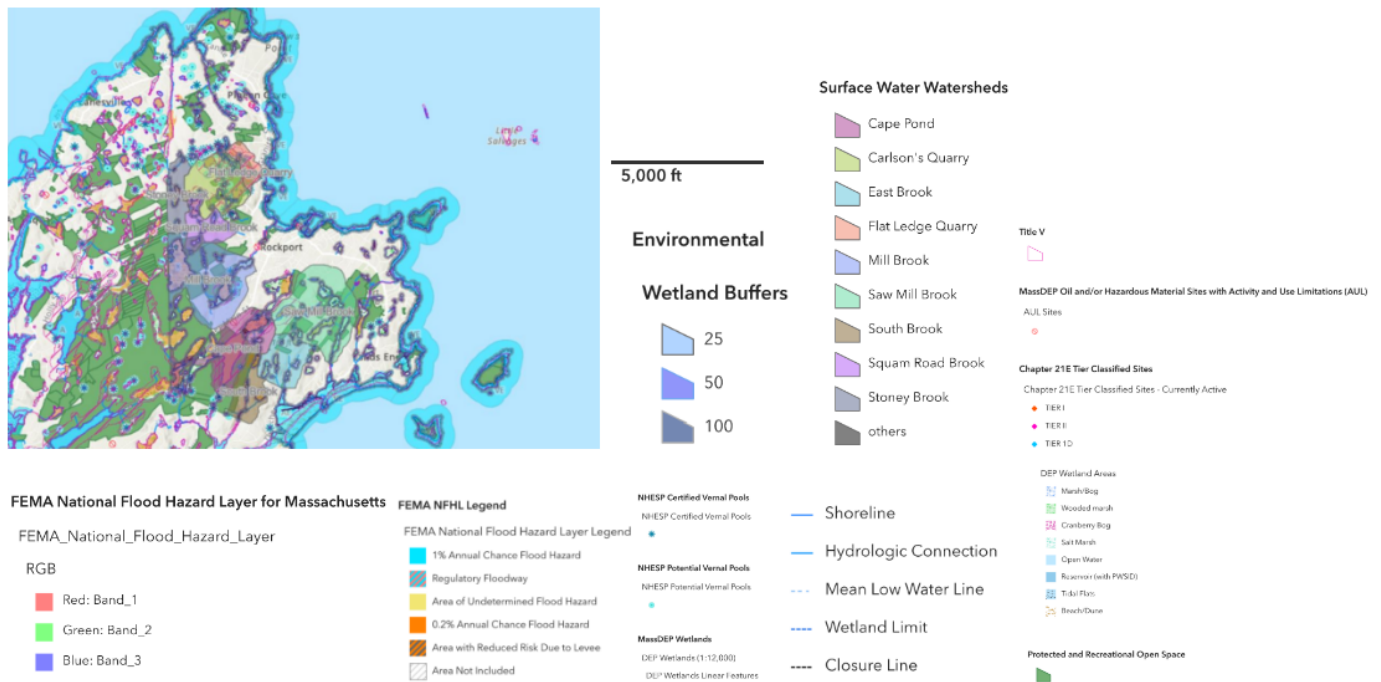 Point
Pigeon Cove
Lanesville
Little
Salvages
Flat Ledge Quarry
Squam Road Brook
Rockport
Mill Brook
Saw Mill Brook
5,000 ft
Environmental
Wetland Buffers
25
50
100
Surface Water Watersheds
Cape Pond
Carlson's Quarry
East Brook
Flat Ledge Quarry
Mill Brook
Saw Mill Brook
South Brook
Squam Road Brook
Stoney Brook
others
Title V
MassDEP Oil and/or Hazardous Material Sites with Activity and Use Limitations (AUL)
AUL Sites
Chapter 21E Tier Classified Sites
Chapter 21E Tier Classified Sites - Currently Active
TIER I
TIER II
TIER 1D
DEP Wetland Areas
Marsh/Bog
Wooded marsh
Cranberry Bog
Salt Marsh
Open Water
Reservoir (with PWSID)
Tidal Flats
Beach/Dune
Protected and Recreational Open Space
FEMA National Flood Hazard Layer for Massachusetts
FEMA_National_Flood_Hazard_Layer
RGB
Red: Band_1
Green: Band_2
Blue: Band_3
FEMA NFHL Legend
FEMA National Flood Hazard Layer Legend
1% Annual Chance Flood Hazard
Regulatory Floodway
Area of Undetermined Flood Hazard
0.2% Annual Chance Flood Hazard
Area with Reduced Risk Due to Levee
Area Not Included
NHESP Certified Vernal Pools
NHESP Certified Vernal Pools
NHESP Potential Vernal Pools
NHESP Potential Vernal Pools
MassDEP Wetlands
DEP Wetlands (1:12,000)
DEP Wetlands Linear Features
Shoreline
Hydrologic Connection
Mean Low Water Line
Wetland Limit
Closure Line